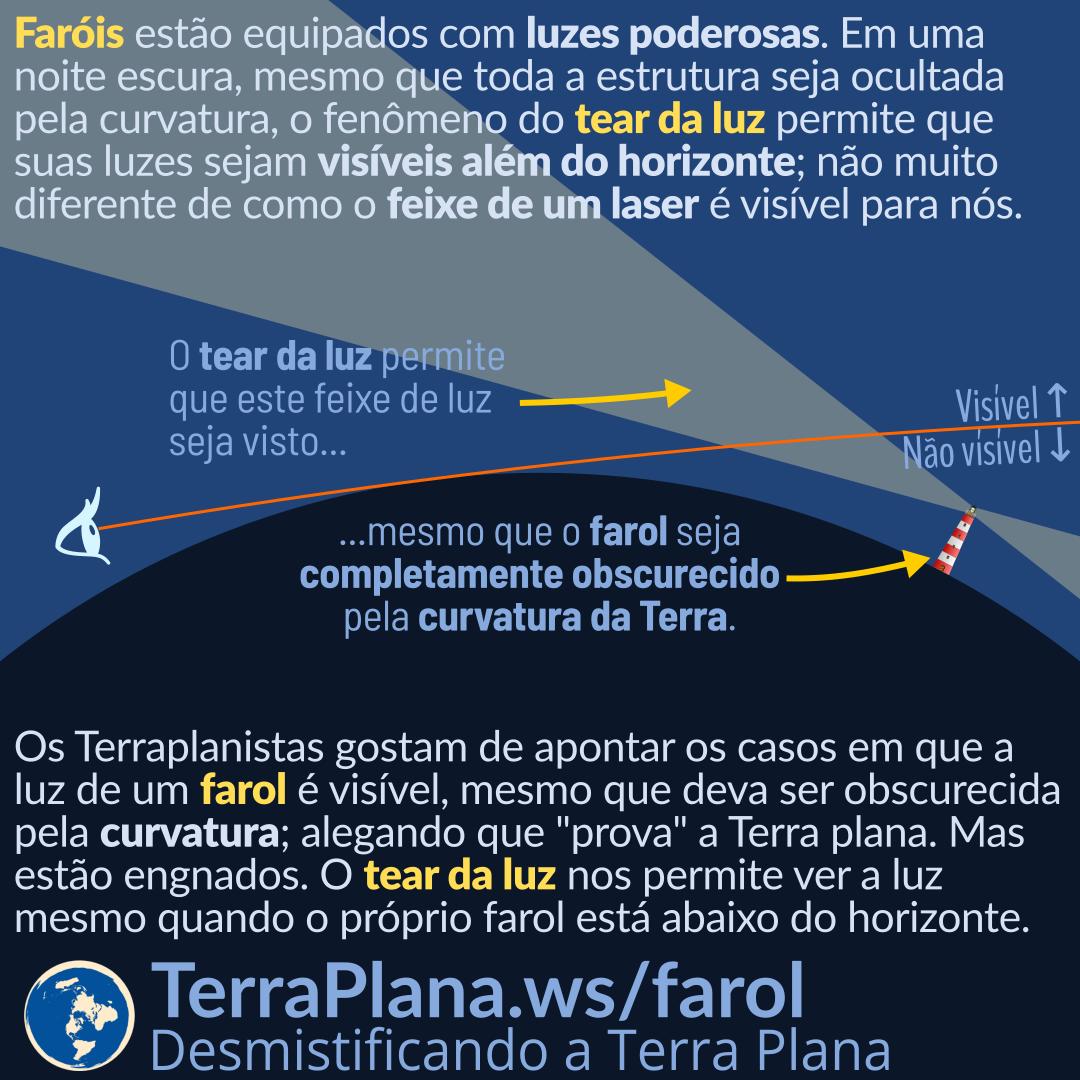 Faróis estão equipados com luzes poderosas. Em uma
noite escura, mesmo que toda a estrutura seja ocultada
pela curvatura, o fenômeno do tear da luz permite que
suas luzes sejam visíveis além do horizonte; não muito
diferente de como o feixe de um laser é visível para nós.
O tear da luz permite
que este feixe de luz
seja visto...
Visível ↑
Não visível ↓
...mesmo que o farol seja
completamente obscurecido
pela curvatura da Terra.
Os Terraplanistas gostam de apontar os casos em que a
luz de um farol é visível, mesmo que deva ser obscurecida
pela curvatura; alegando que "prova" a Terra plana. Mas
estão engnados. O tear da luz nos permite ver a luz
mesmo quando o próprio farol está abaixo do horizonte.
TerraPlana.ws/farol
Desmistificando a Terra Plana